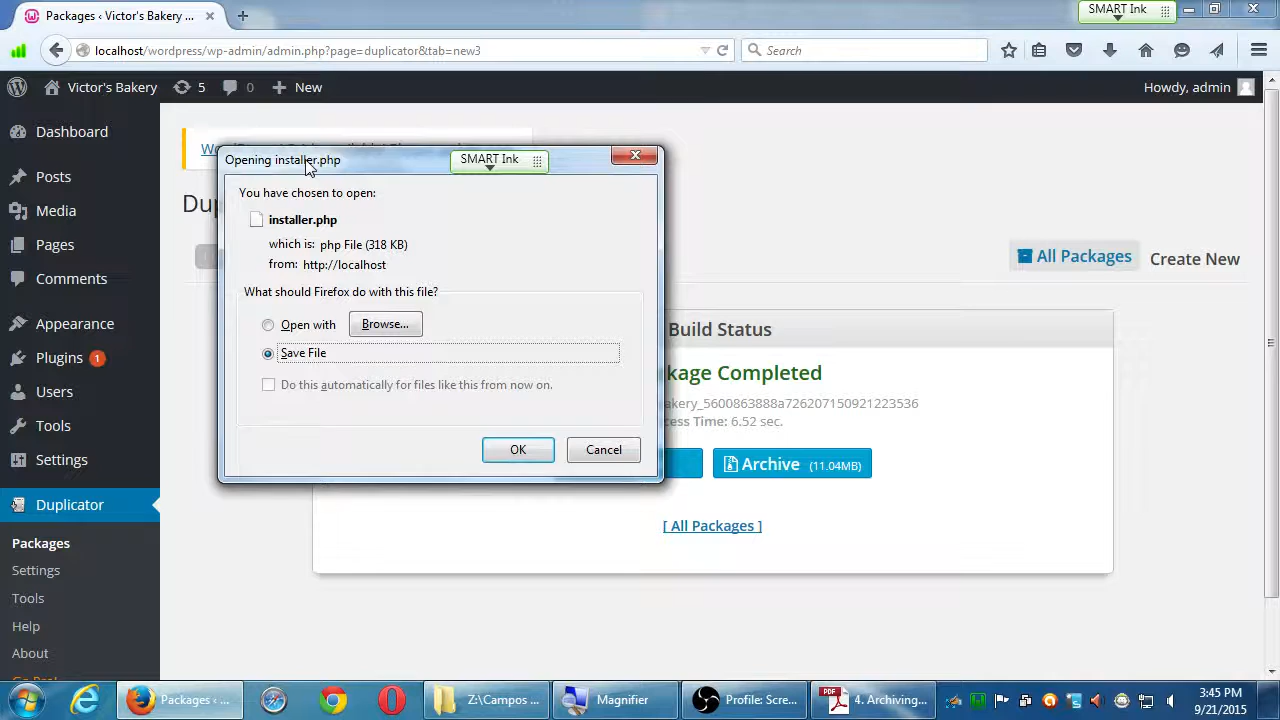 Packages ‹ Victor's Bakery ...
SMART Ink
localhost/wordpress/wp-admin/admin.php?page=duplicator&tab=new3
Search
Victor's Bakery
5
0
New
Howdy, admin
Dashboard
Posts
Media
Pages
Comments
Appearance
Plugins 1
Users
Tools
Settings
Duplicator
Packages
Settings
Tools
Help
About
Opening installer.php
SMART Ink
You have chosen to open:
installer.php
which is: php File (318 KB)
from: http://localhost
What should Firefox do with this file?
Open with
Browse...
Save File
Do this automatically for files like this from now on.
OK
Cancel
All Packages
Create New
Build Status
kage Completed
akery_5600863888a726207150921223536
cess Time: 6.52 sec.
Archive (11.04MB)
[ All Packages ]
Packages ‹ ...
Z:\Campos ...
Magnifier
Profile: Scre...
PDF
4. Archiving...
3:45 PM
9/21/2015